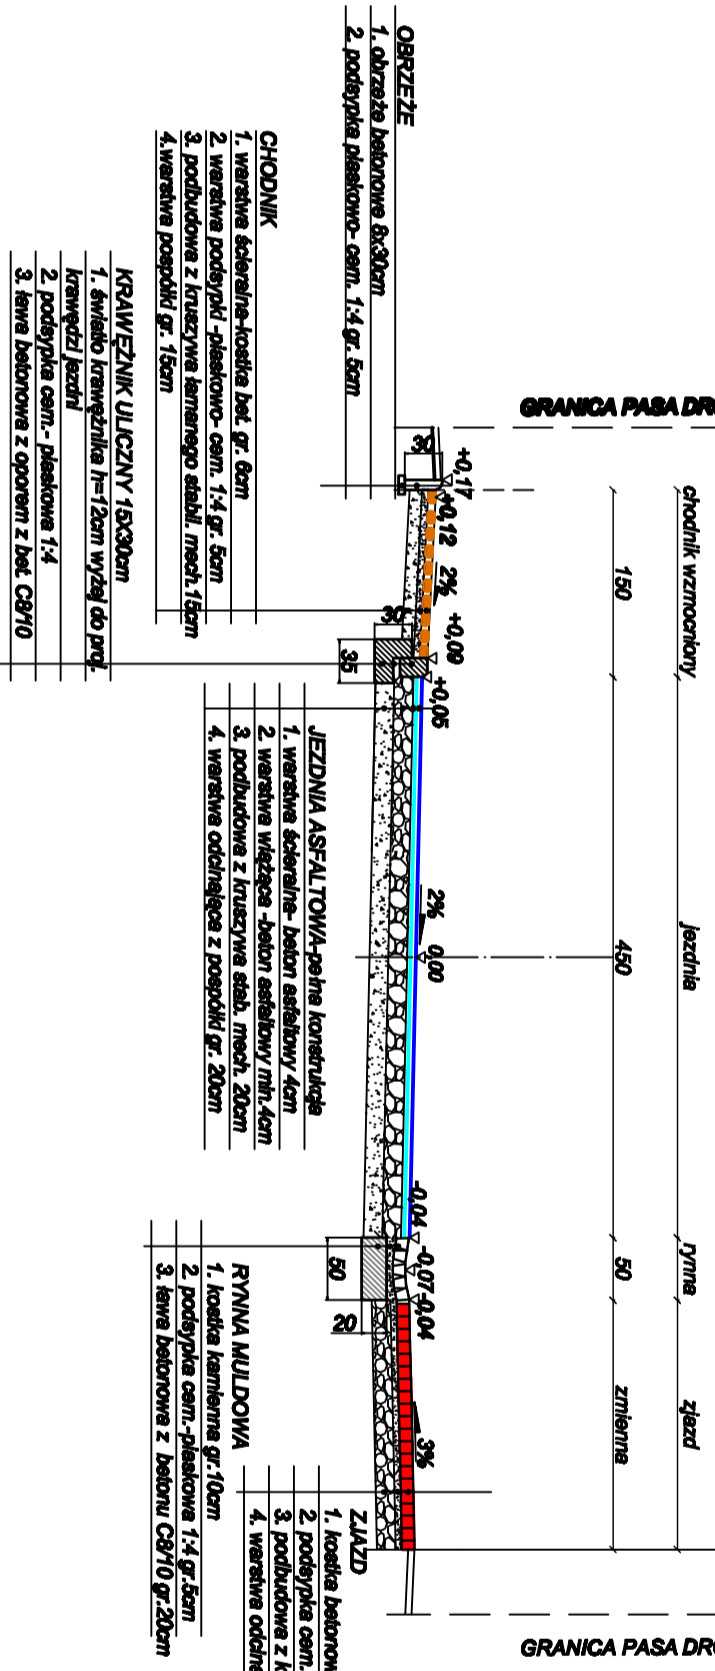 GRANICA PASA DRO
chodnik wzmocniony
jezdnia
rynna
zjazd
150
450
50
zmienna
+0,17
+0,12
2%
+0,09
+0,05
2%
0,00
-0,04
-0,07
-0,04
3%
30
30
35
50
20
OBRZEŻE
1. obrzeże betonowe 8x30cm
2. podsypka piaskowo- cem. 1:4 gr. 5cm
CHODNIK
1. warstwa ścieralna-kostka bet. gr. 6cm
2. warstwa podsypki -piaskowo- cem. 1:4 gr. 5cm
3. podbudowa z kruszywa łamanego stabil. mech.15cm
4.warstwa pospółki gr. 15cm
KRAWĘŻNIK ULICZNY 15X30cm
1. światło krawężnika h=12cm wyżej do proj.
krawędzi jezdni
2. podsypka cem.- piaskowa 1:4
3. ława betonowa z oporem z bet. C8/10
JEZDNIA ASFALTOWA-pełna konstrukcja
1. warstwa ścieralna- beton asfaltowy 4cm
2. warstwa wiążąca -beton asfaltowy min.4cm
3. podbudowa z kruszywa stab. mech. 20cm
4. warstwa odcinająca z pospółki gr. 20cm
RYNNA MULDOWA
1. kostka kamienna gr.10cm
2. podsypka cem.-piaskowa 1:4 gr.5cm
3. ława betonowa z betonu C8/10 gr.20cm
ZJAZD
1. kostka betonow
2. podsypka cem.
3. podbudowa z k
4. warstwa odcina
GRANICA PASA DRO